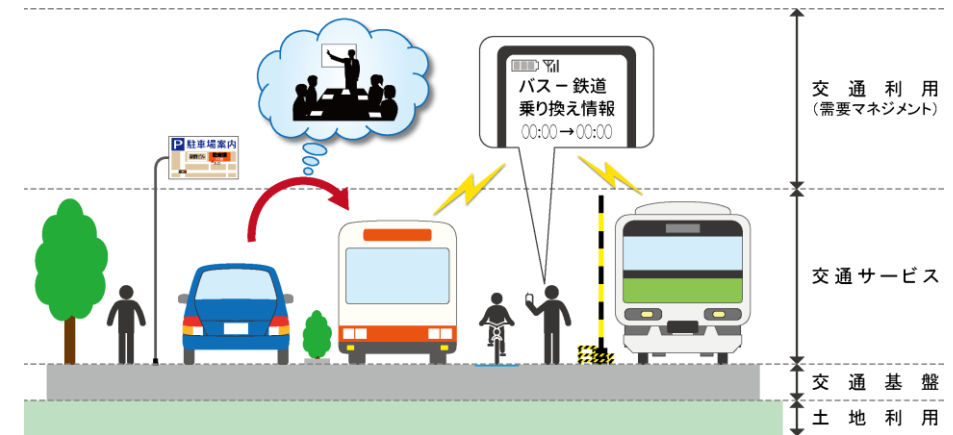 P 駐車場案内
バス－鉄道
乗り換え情報
00:00→00:00
交通利用
(需要マネジメント)
交通サービス
交通基盤
土地利用